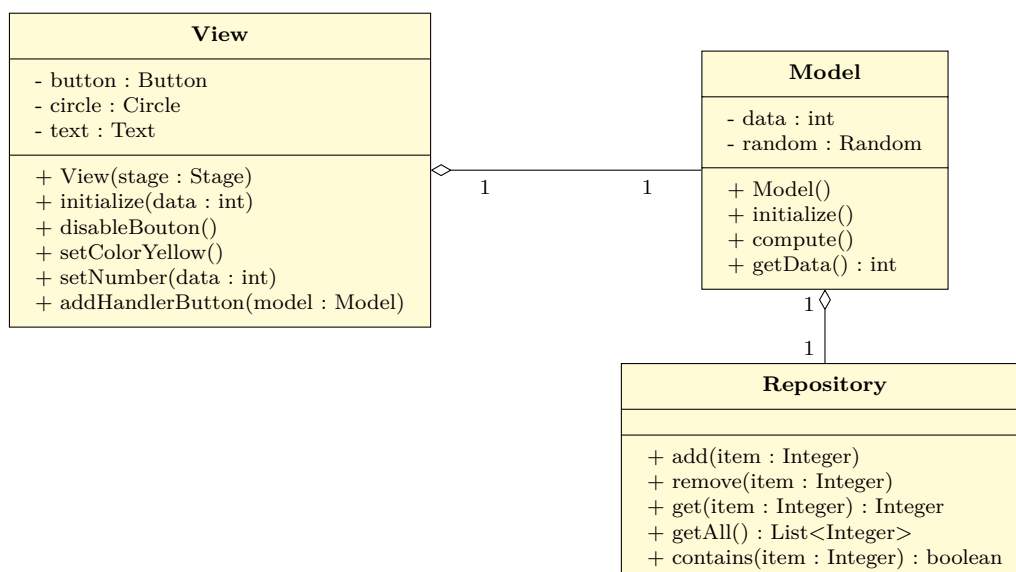 View
- button : Button
- circle : Circle
- text : Text
+ View(stage : Stage)
+ initialize(data : int)
+ disableBouton()
+ setColorYellow()
+ setNumber(data : int)
+ addHandlerButton(model : Model)
1
1
Model
- data : int
- random : Random
+ Model()
+ initialize()
+ compute()
+ getData() : int
1
1
Repository
+ add(item : Integer)
+ remove(item : Integer)
+ get(item : Integer) : Integer
+ getAll() : List<Integer>
+ contains(item : Integer) : boolean